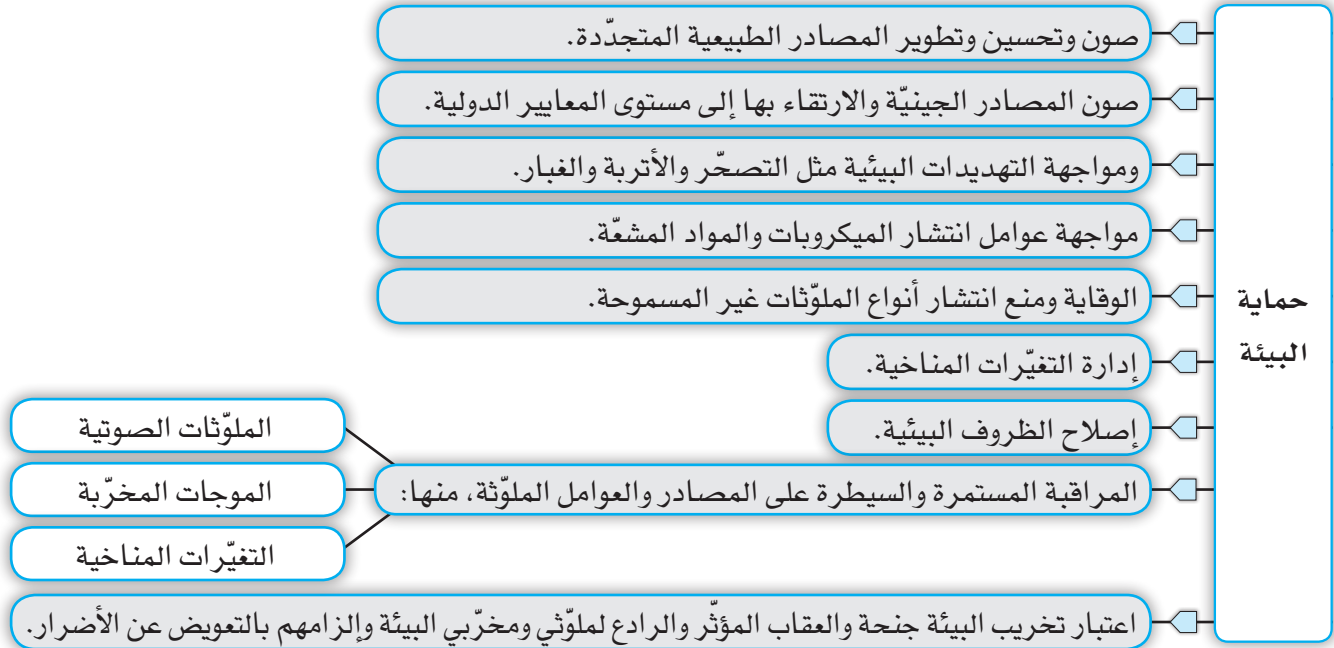 حماية
البيئة
صون وتحسين وتطوير المصادر الطبيعية المتجدّدة.
صون المصادر الجينيّة والارتقاء بها إلى مستوى المعايير الدولية.
ومواجهة التهديدات البيئية مثل التصحّر والأتربة والغبار.
مواجهة عوامل انتشار الميكروبات والمواد المشعّة.
الوقاية ومنع انتشار أنواع الملوّثات غير المسموحة.
إدارة التغيّرات المناخية.
إصلاح الظروف البيئية.
المراقبة المستمرة والسيطرة على المصادر والعوامل الملوّثة، منها:
الملوّثات الصوتية
الموجات المخرّبة
التغيّرات المناخية
اعتبار تخريب البيئة جنحة والعقاب المؤثّر والرادع لملوّثي ومخرّبي البيئة وإلزامهم بالتعويض عن الأضرار.